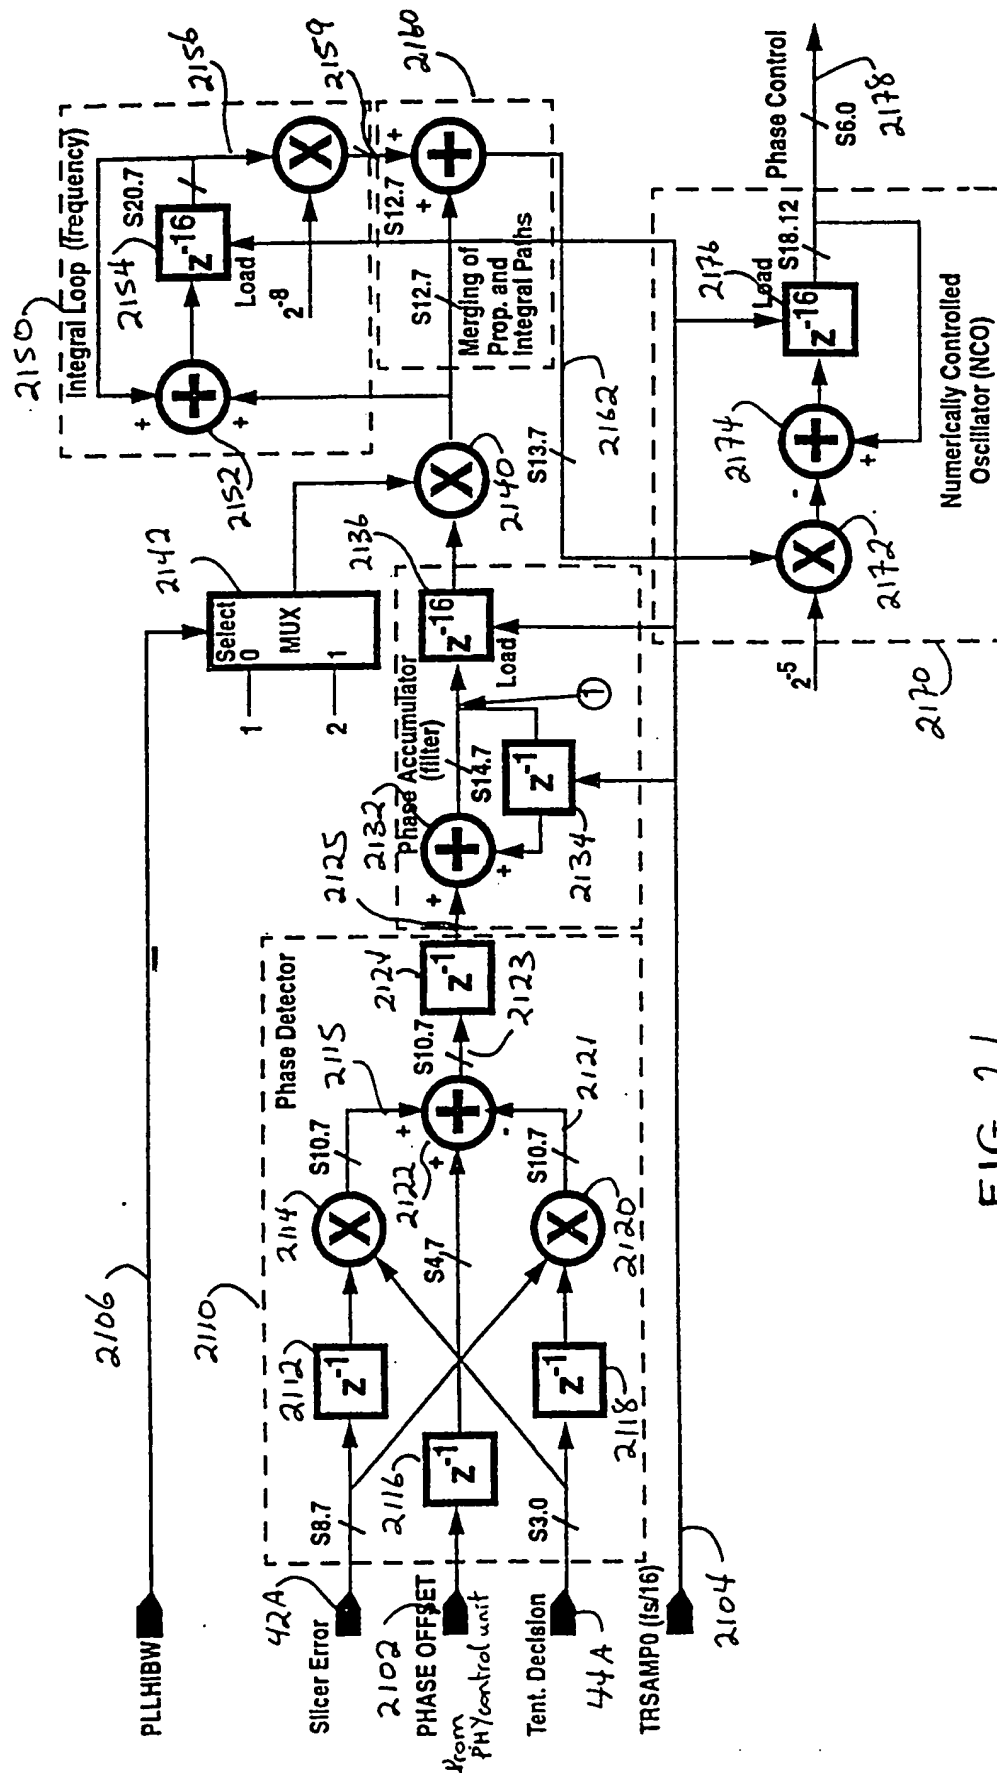 PLLHIBW
2106
1
2
Select
0
MUX
1
2142
2150
Integral Loop (frequency)
2152
+
+
2154
z-16
Load
S20.7
2156
2-8
X
2159
S12.7
+
+
2160
S12.7
Merging of
Prop. and
Integral Paths
2110
Phase Detector
42A
Slicer Error
S8.7
2112
z-1
2114
X
S10.7
2115
2102
PHASE OFFSET
from
PHY control unit
2116
z-1
S4.7
2122
+
+
-
S10.7
2123
2124
z-1
2125
Tent. Decision
44A
S3.0
2118
z-1
X
2120
S10.7
2121
Phase Accumulator
(filter)
2132
+
+
S14.7
z-1
2134
1
z-16
Load
2136
X
2140
S13.7
2162
TRSAMP0 (fs/16)
2104
2170
2-5
X
2172
-
2174
+
z-16
Load
2176
S18.12
Numerically Controlled
Oscillator (NCO)
Phase Control
S6.0
2178
FIG. 21